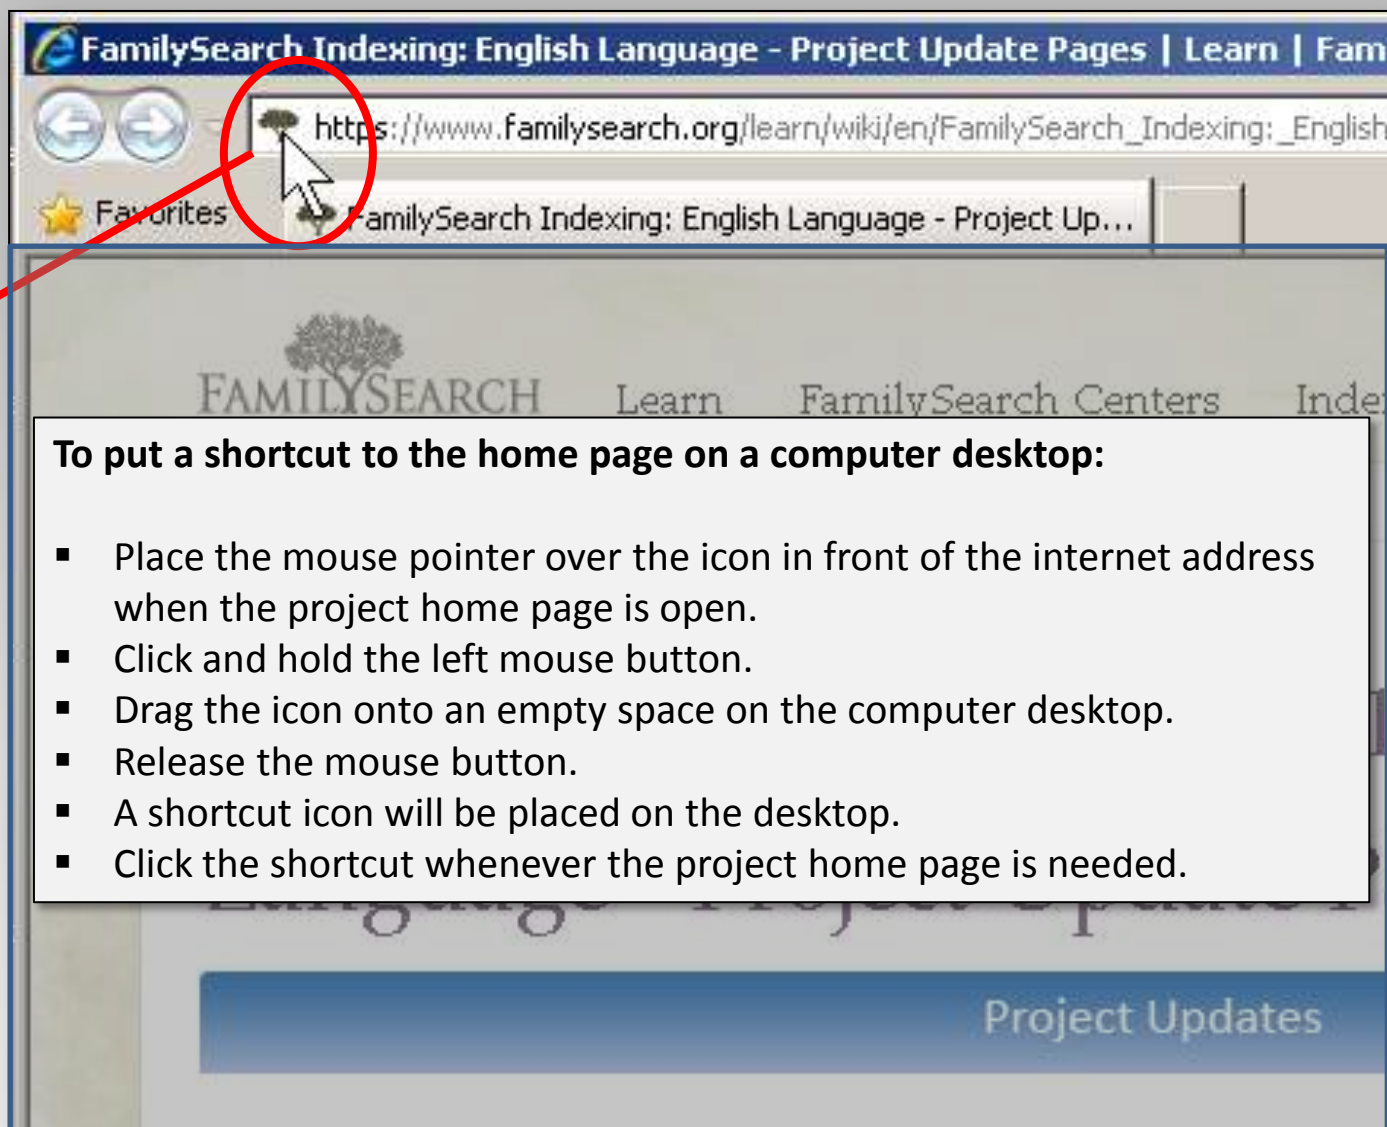 FamilySearch Indexing: English Language - Project Update Pages | Learn | Fam
https://www.familysearch.org/learn/wiki/en/FamilySearch_Indexing:_English
Favorites
FamilySearch Indexing: English Language - Project Up...
FAMILYSEARCH Learn FamilySearch Centers Inde
To put a shortcut to the home page on a computer desktop:
▪ Place the mouse pointer over the icon in front of the internet address
when the project home page is open.
▪ Click and hold the left mouse button.
▪ Drag the icon onto an empty space on the computer desktop.
▪ Release the mouse button.
▪ A shortcut icon will be placed on the desktop.
▪ Click the shortcut whenever the project home page is needed.
Language - Project Update P
Project Updates